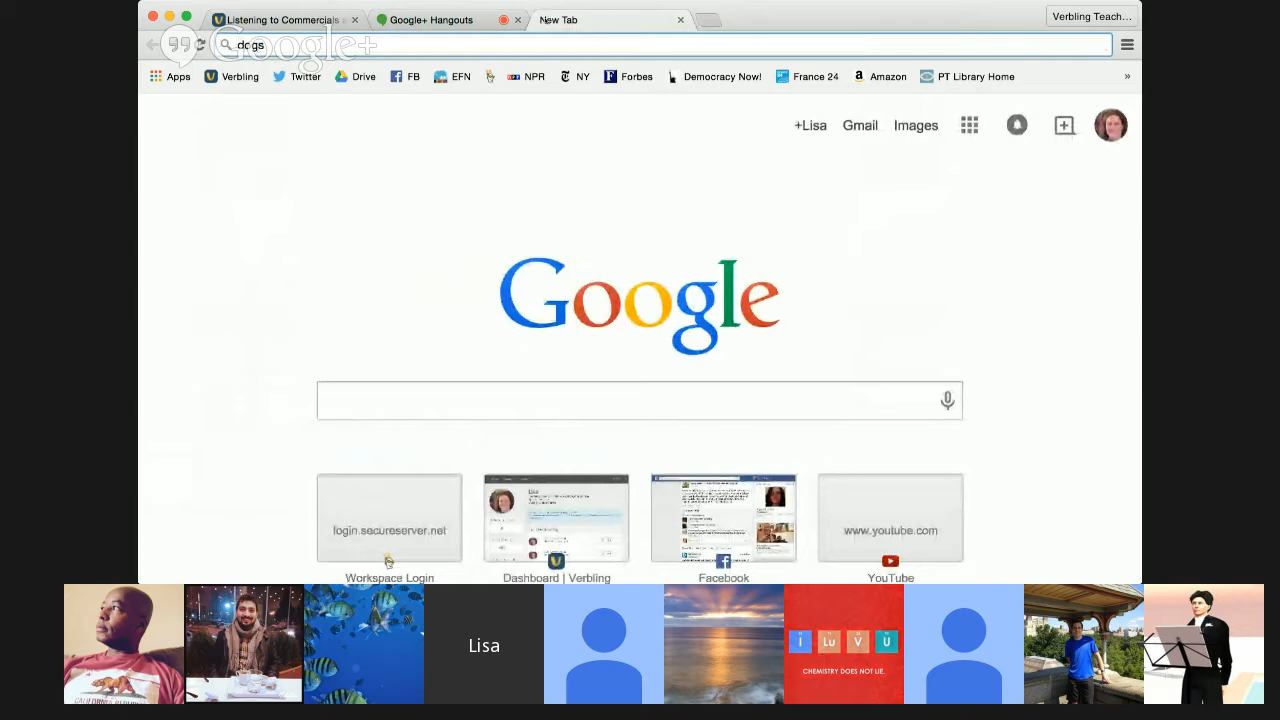 Listening to Commercials
Google+ Hangouts
New Tab
Verbling Teach...
Google+
dogs
Apps
Verbling
Twitter
Drive
FB
EFN
NPR
NY
Forbes
Democracy Now!
France 24
Amazon
PT Library Home
»
+Lisa
Gmail
Images
Google
login.secureserver.net
www.youtube.com
Workspace Login
Dashboard | Verbling
Facebook
YouTube
Lisa
I
Lu
V
U
CHEMISTRY DOES NOT LIE.